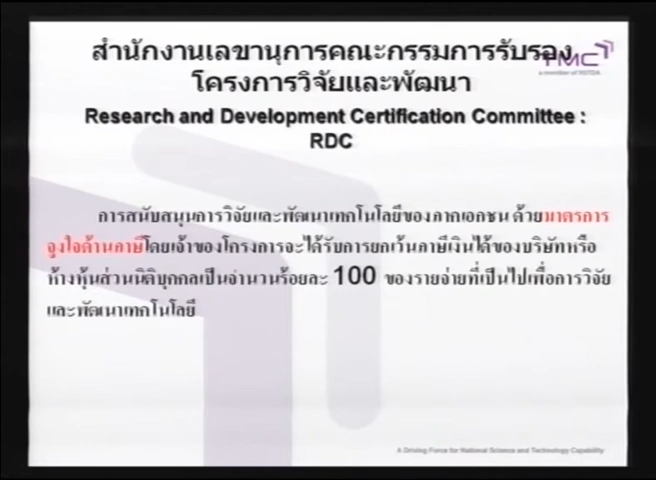 สำนักงานเลขานุการคณะกรรมการรับรอง
โครงการวิจัยและพัฒนา
TMC
a member of NSTDA
Research and Development Certification Committee :
RDC
การสนับสนุนการวิจัยและพัฒนาเทคโนโลยีของภาคเอกชน ด้วยมาตรการ
จูงใจด้านภาษีโดยเจ้าของโครงการจะได้รับการยกเว้นภาษีเงินได้ของบริษัทหรือ
ห้างหุ้นส่วนนิติบุคคลเป็นจำนวนร้อยละ 100 ของรายจ่ายที่เป็นไปเพื่อการวิจัย
และพัฒนาเทคโนโลยี
A Driving Force for National Science and Technology Capability